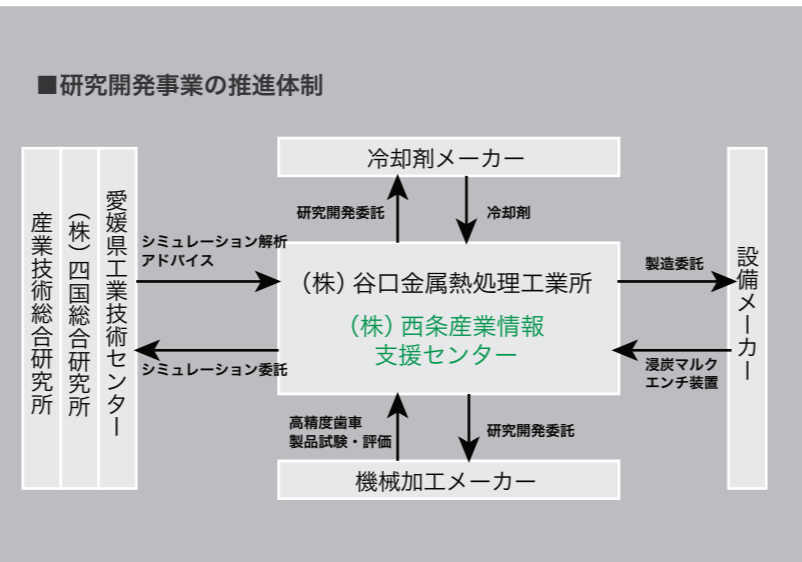 ■研究開発事業の推進体制
冷却剤メーカー
研究開発委託
冷却剤
愛媛県工業技術センター
（株）四国総合研究所
産業技術総合研究所
シミュレーション解析
アドバイス
シミュレーション委託
（株）谷口金属熱処理工業所
（株）西条産業情報
支援センター
製造委託
浸炭マルク
エンチ装置
設備メーカー
高精度歯車
製品試験・評価
研究開発委託
機械加工メーカー